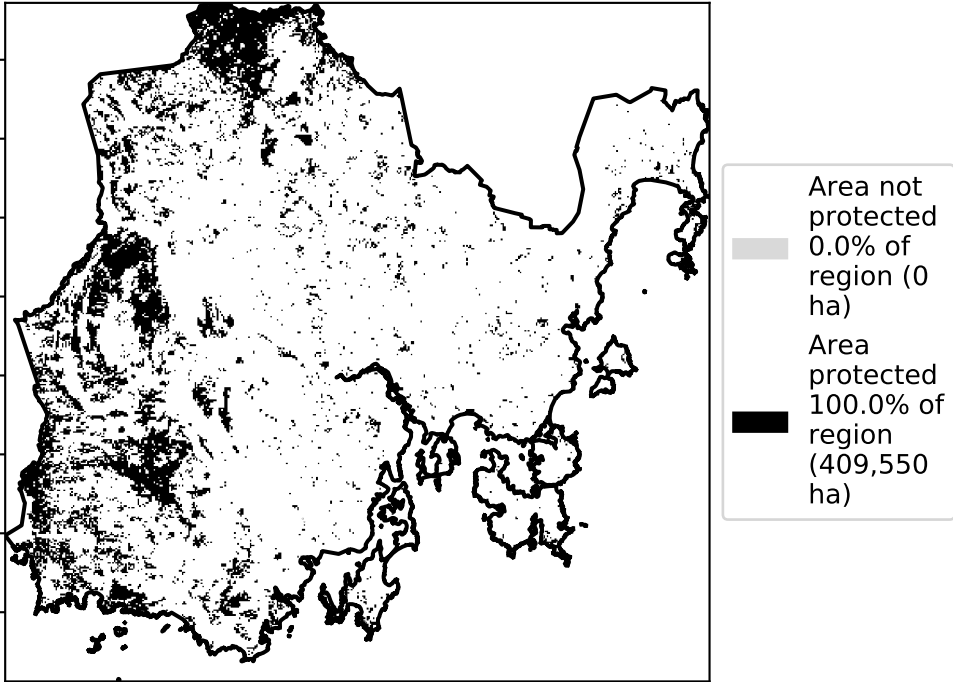 Area not
protected
0.0% of
region (0
ha)
Area
protected
100.0% of
region
(409,550
ha)